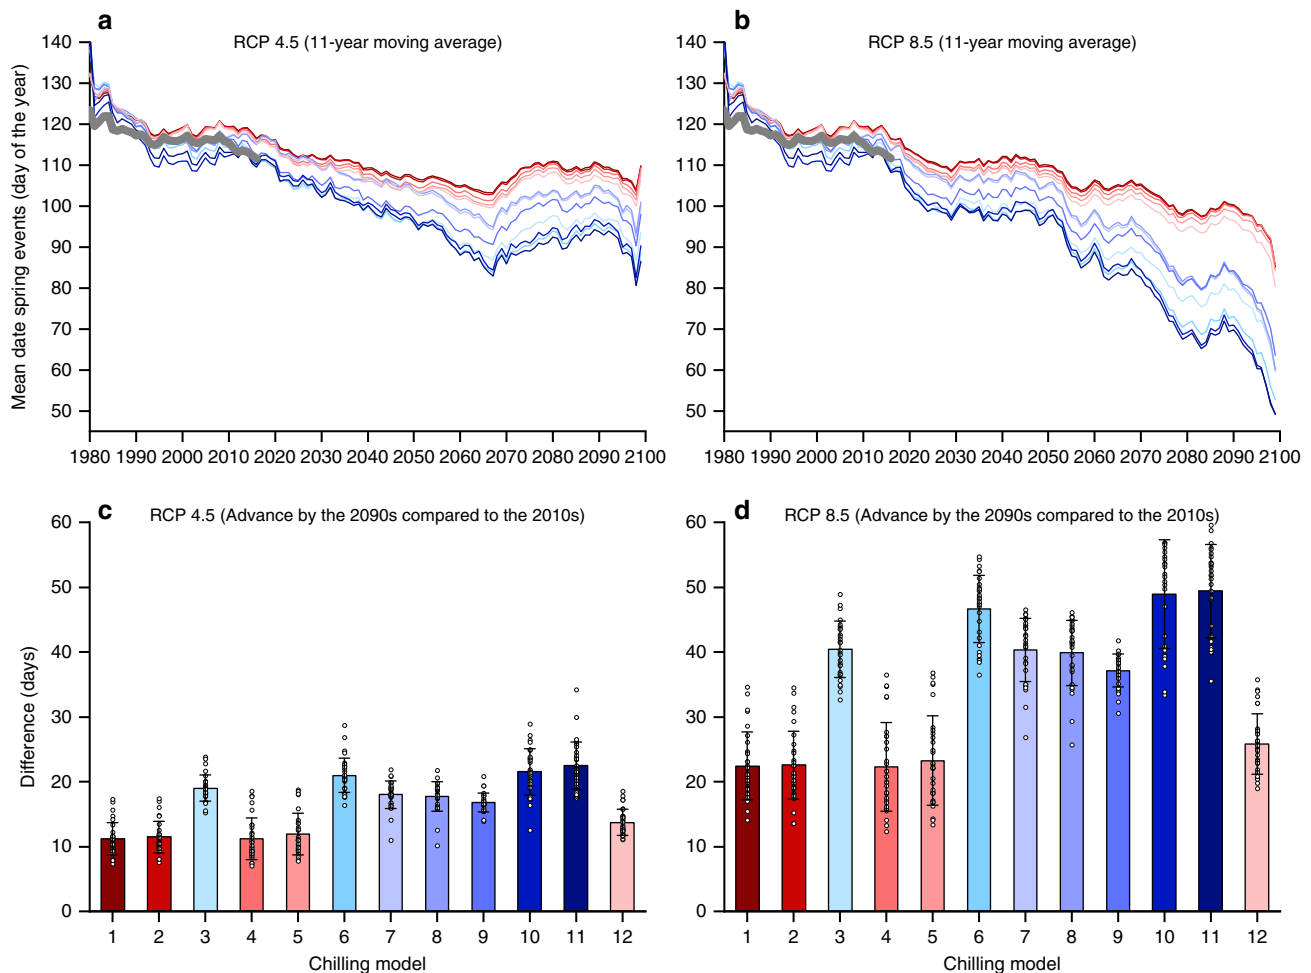 a
RCP 4.5 (11-year moving average)
Mean date spring events (day of the year)
140
130
120
110
100
90
80
70
60
50
1980 1990 2000 2010 2020 2030 2040 2050 2060 2070 2080 2090 2100
b
RCP 8.5 (11-year moving average)
140
130
120
110
100
90
80
70
60
50
1980 1990 2000 2010 2020 2030 2040 2050 2060 2070 2080 2090 2100
c
RCP 4.5 (Advance by the 2090s compared to the 2010s)
Difference (days)
60
50
40
30
20
10
0
1 2 3 4 5 6 7 8 9 10 11 12
Chilling model
d
RCP 8.5 (Advance by the 2090s compared to the 2010s)
60
50
40
30
20
10
0
1 2 3 4 5 6 7 8 9 10 11 12
Chilling model